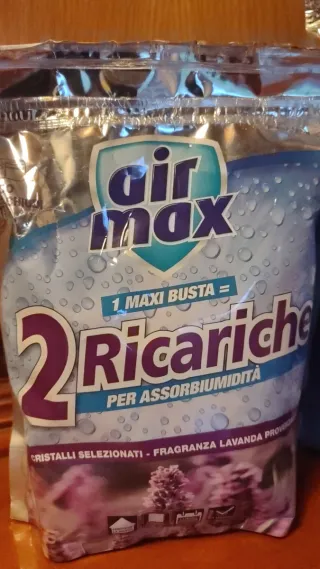 air
max
1 MAXI BUSTA =
2 Ricariche
PER ASSORBIUMIDITÀ
CRISTALLI SELEZIONATI - FRAGRANZA LAVANDA